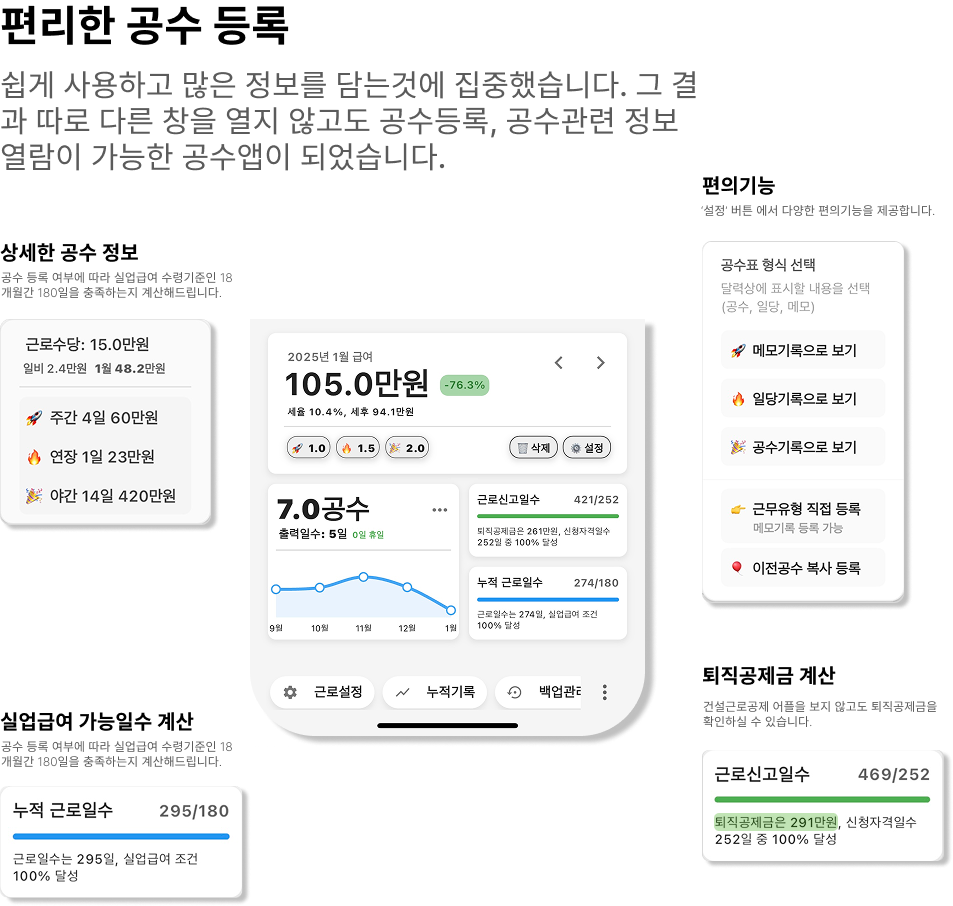 편리한 공수 등록
쉽게 사용하고 많은 정보를 담는것에 집중했습니다. 그 결
과 따로 다른 창을 열지 않고도 공수등록, 공수관련 정보
열람이 가능한 공수앱이 되었습니다.
상세한 공수 정보
공수 등록 여부에 따라 실업급여 수령기준인 18
개월간 180일을 충족하는지 계산해드립니다.
근로수당: 15.0만원
일비 2.4만원 1월 48.2만원
주간 4일 60만원
연장 1일 23만원
야간 14일 420만원
실업급여 가능일수 계산
공수 등록 여부에 따라 실업급여 수령기준인 18
개월간 180일을 충족하는지 계산해드립니다.
누적 근로일수 295/180
근로일수는 295일, 실업급여 조건
100% 달성
2025년 1월 급여
105.0만원 -76.3%
세율 10.4%, 세후 94.1만원
1.0 1.5 2.0 삭제 설정
7.0공수
출력일수: 5일 0일 휴일
9월 10월 11월 12월 1월
근로신고일수 421/252
퇴직공제금은 261만원, 신청자격일수
252일 중 100% 달성
누적 근로일수 274/180
근로일수는 274일, 실업급여 조건
100% 달성
근로설정 누적기록 백업관리
편의기능
'설정' 버튼 에서 다양한 편의기능을 제공합니다.
공수표 형식 선택
달력상에 표시할 내용을 선택
(공수, 일당, 메모)
메모기록으로 보기
일당기록으로 보기
공수기록으로 보기
근무유형 직접 등록
메모기록 등록 가능
이전공수 복사 등록
퇴직공제금 계산
건설근로공제 어플을 보지 않고도 퇴직공제금을
확인하실 수 있습니다.
근로신고일수 469/252
퇴직공제금은 291만원, 신청자격일수
252일 중 100% 달성